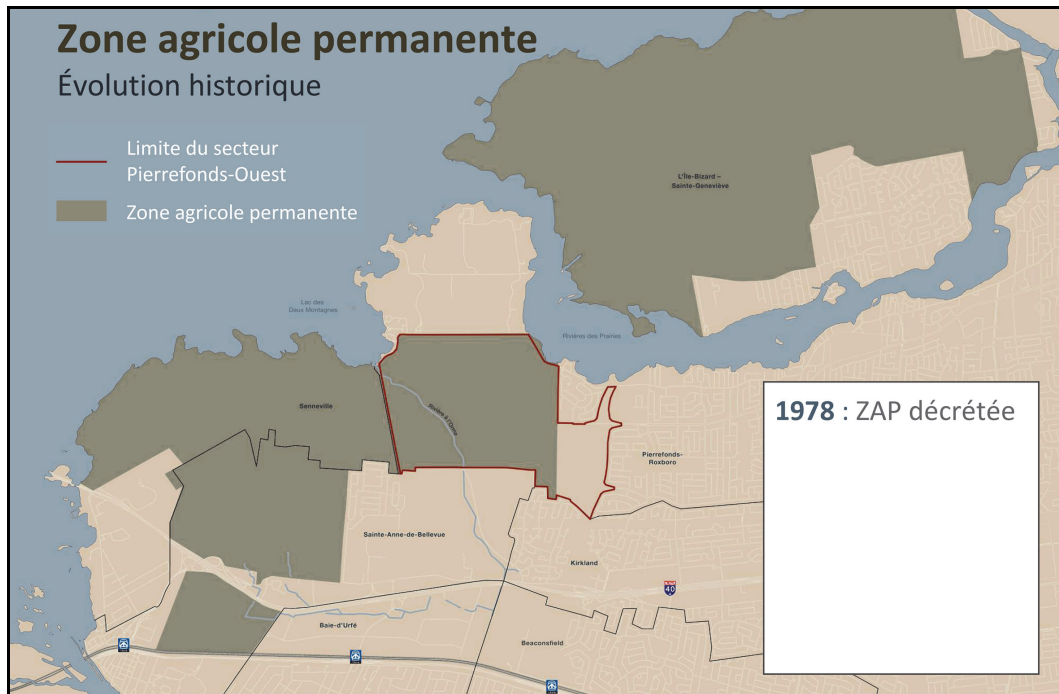 Zone agricole permanente
Évolution historique
Limite du secteur
Pierrefonds-Ouest
Zone agricole permanente
L'Île-Bizard –
Sainte-Geneviève
Lac des
Deux Montagnes
Rivières des Prairies
Senneville
Rivière à l'Orme
1978 : ZAP décrétée
Pierrefonds-
Roxboro
Sainte-Anne-de-Bellevue
Kirkland
40
Baie-d'Urfé
Beaconsfield